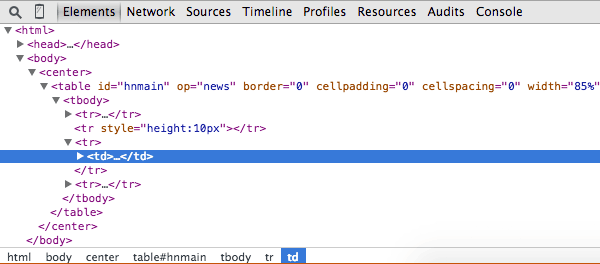 Elements Network Sources Timeline Profiles Resources Audits Console
<html>
<head>…</head>
<body>
<center>
<table id="hnmain" op="news" border="0" cellpadding="0" cellspacing="0" width="85%"
<tbody>
<tr>…</tr>
<tr style="height:10px"></tr>
<tr>
<td>…</td>
</tr>
<tr>…</tr>
</tbody>
</table>
</center>
</body>
html body center table#hnmain tbody tr td